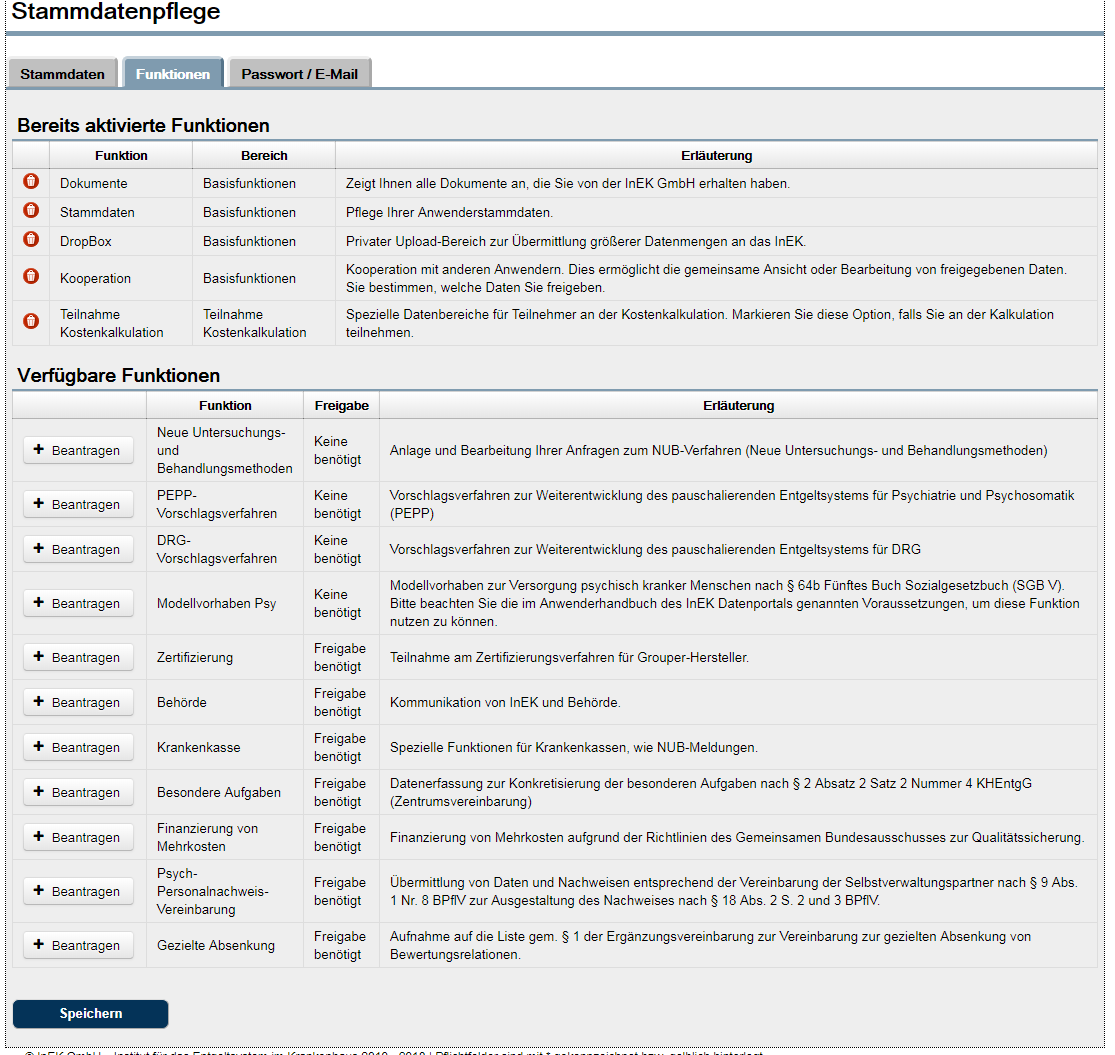 Stammdatenpflege
Stammdaten Funktionen Passwort / E-Mail
Bereits aktivierte Funktionen
Funktion Bereich Erläuterung
Dokumente Basisfunktionen Zeigt Ihnen alle Dokumente an, die Sie von der InEK GmbH erhalten haben.
Stammdaten Basisfunktionen Pflege Ihrer Anwenderstammdaten.
DropBox Basisfunktionen Privater Upload-Bereich zur Übermittlung größerer Datenmengen an das InEK.
Kooperation Basisfunktionen Kooperation mit anderen Anwendern. Dies ermöglicht die gemeinsame Ansicht oder Bearbeitung von freigegebenen Daten.
Sie bestimmen, welche Daten Sie freigeben.
Teilnahme Teilnahme Spezielle Datenbereiche für Teilnehmer an der Kostenkalkulation. Markieren Sie diese Option, falls Sie an der Kalkulation
Kostenkalkulation Kostenkalkulation teilnehmen.
Verfügbare Funktionen
Funktion Freigabe Erläuterung
+ Beantragen
Neue Untersuchungs-
und
Behandlungsmethoden
Keine
benötigt
Anlage und Bearbeitung Ihrer Anfragen zum NUB-Verfahren (Neue Untersuchungs- und Behandlungsmethoden)
+ Beantragen
PEPP-
Vorschlagsverfahren
Keine
benötigt
Vorschlagsverfahren zur Weiterentwicklung des pauschalierenden Entgeltsystems für Psychiatrie und Psychosomatik
(PEPP)
+ Beantragen
DRG-
Vorschlagsverfahren
Keine
benötigt
Vorschlagsverfahren zur Weiterentwicklung des pauschalierenden Entgeltsystems für DRG
+ Beantragen
Modellvorhaben Psy
Keine
benötigt
Modellvorhaben zur Versorgung psychisch kranker Menschen nach § 64b Fünftes Buch Sozialgesetzbuch (SGB V).
Bitte beachten Sie die im Anwenderhandbuch des InEK Datenportals genannten Voraussetzungen, um diese Funktion
nutzen zu können.
+ Beantragen
Zertifizierung
Freigabe
benötigt
Teilnahme am Zertifizierungsverfahren für Grouper-Hersteller.
+ Beantragen
Behörde
Freigabe
benötigt
Kommunikation von InEK und Behörde.
+ Beantragen
Krankenkasse
Freigabe
benötigt
Spezielle Funktionen für Krankenkassen, wie NUB-Meldungen.
+ Beantragen
Besondere Aufgaben
Freigabe
benötigt
Datenerfassung zur Konkretisierung der besonderen Aufgaben nach § 2 Absatz 2 Satz 2 Nummer 4 KHEntgG
(Zentrumsvereinbarung)
+ Beantragen
Finanzierung von
Mehrkosten
Freigabe
benötigt
Finanzierung von Mehrkosten aufgrund der Richtlinien des Gemeinsamen Bundesausschusses zur Qualitätssicherung.
+ Beantragen
Psych-
Personalnachweis-
Vereinbarung
Freigabe
benötigt
Übermittlung von Daten und Nachweisen entsprechend der Vereinbarung der Selbstverwaltungspartner nach § 9 Abs.
1 Nr. 8 BPflV zur Ausgestaltung des Nachweises nach § 18 Abs. 2 S. 2 und 3 BPflV.
+ Beantragen
Gezielte Absenkung
Freigabe
benötigt
Aufnahme auf die Liste gem. § 1 der Ergänzungsvereinbarung zur Vereinbarung zur gezielten Absenkung von
Bewertungsrelationen.
Speichern